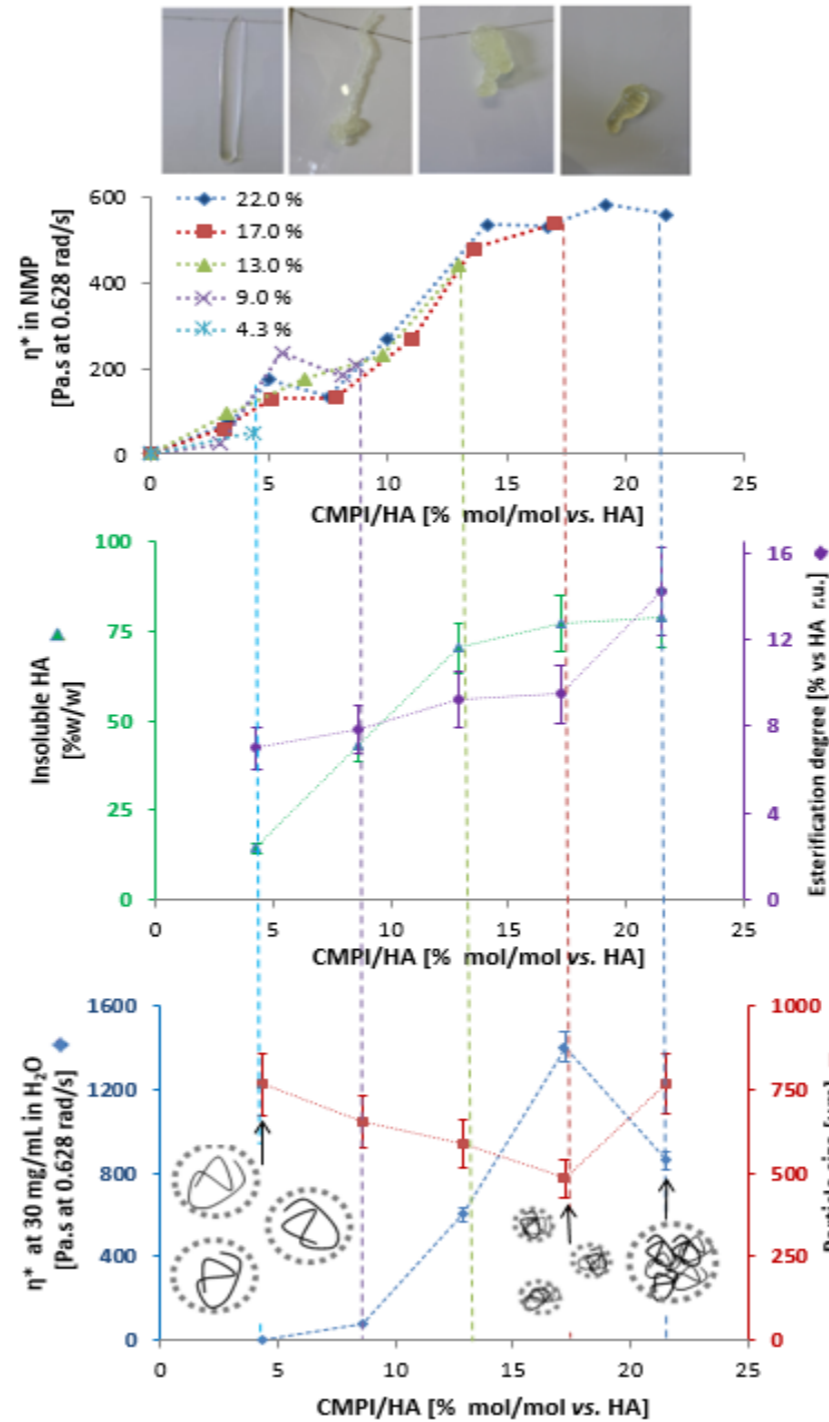 600
400
200
0
η* in NMP
[Pa.s at 0.628 rad/s]
22.0 %
17.0 %
13.0 %
9.0 %
4.3 %
0 5 10 15 20 25
CMPI/HA [% mol/mol vs. HA]
100
75
50
25
0
Insoluble HA
[%w/w]
16
12
8
4
0
Esterification degree [% vs HA r.u.]
0 5 10 15 20 25
CMPI/HA [% mol/mol vs. HA]
1600
1200
800
400
0
η* at 30 mg/mL in H₂O
[Pa.s at 0.628 rad/s]
1000
750
500
250
0
0 5 10 15 20 25
CMPI/HA [% mol/mol vs. HA]